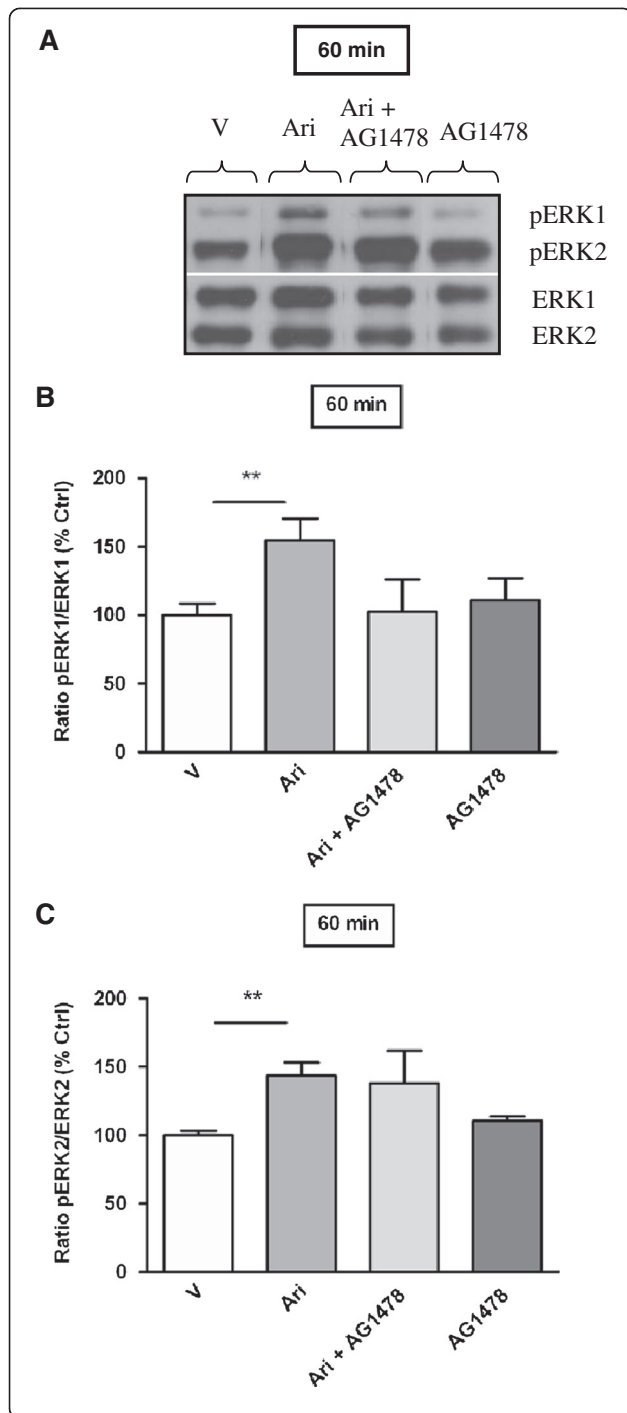 A
60 min
V Ari Ari + AG1478 AG1478
pERK1
pERK2
ERK1
ERK2
B
60 min
Ratio pERK1/ERK1 (% Ctrl)
200
**
150
100
50
0
V Ari Ari + AG1478 AG1478
C
60 min
Ratio pERK2/ERK2 (% Ctrl)
200
**
150
100
50
0
V Ari Ari + AG1478 AG1478